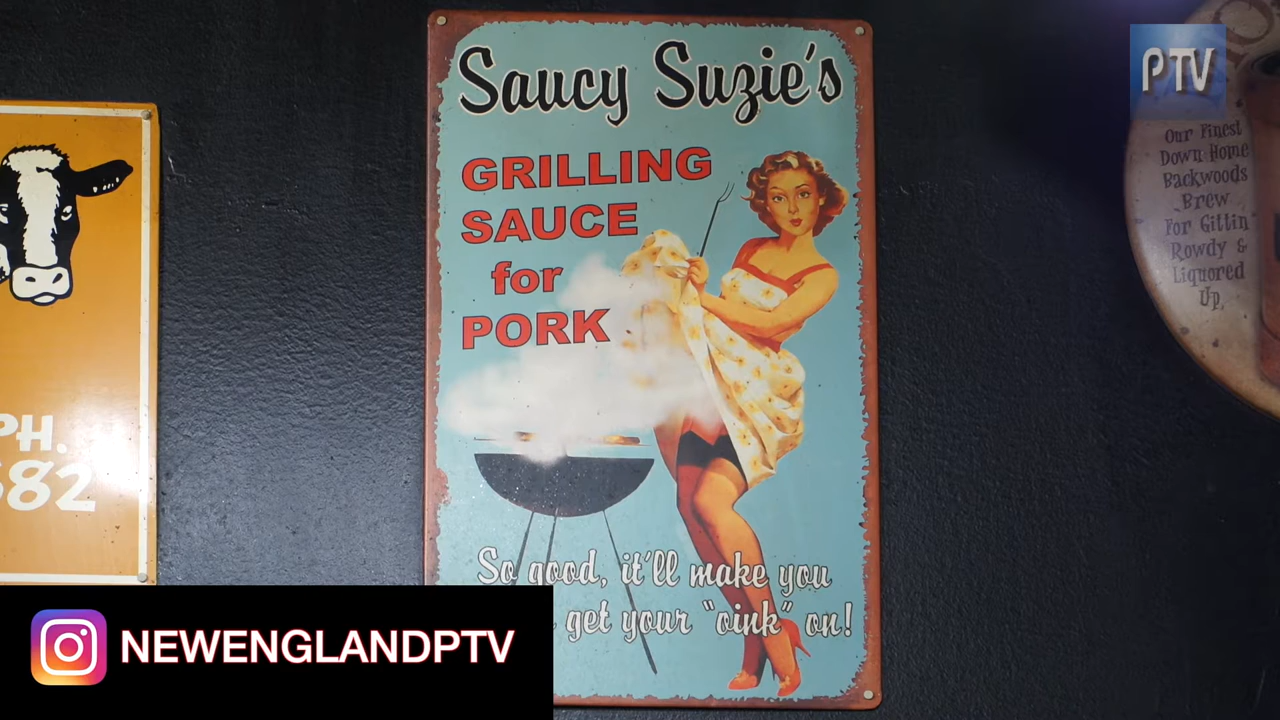 PTV
Saucy Suzie's
GRILLING
SAUCE
for
PORK
So good, it'll make you
get your "oink" on!
Our Finest
Down Home
Backwoods
Brew
For Gittin
Rowdy &
Liquored
Up,
PH.
682
NEWENGLANDPTV